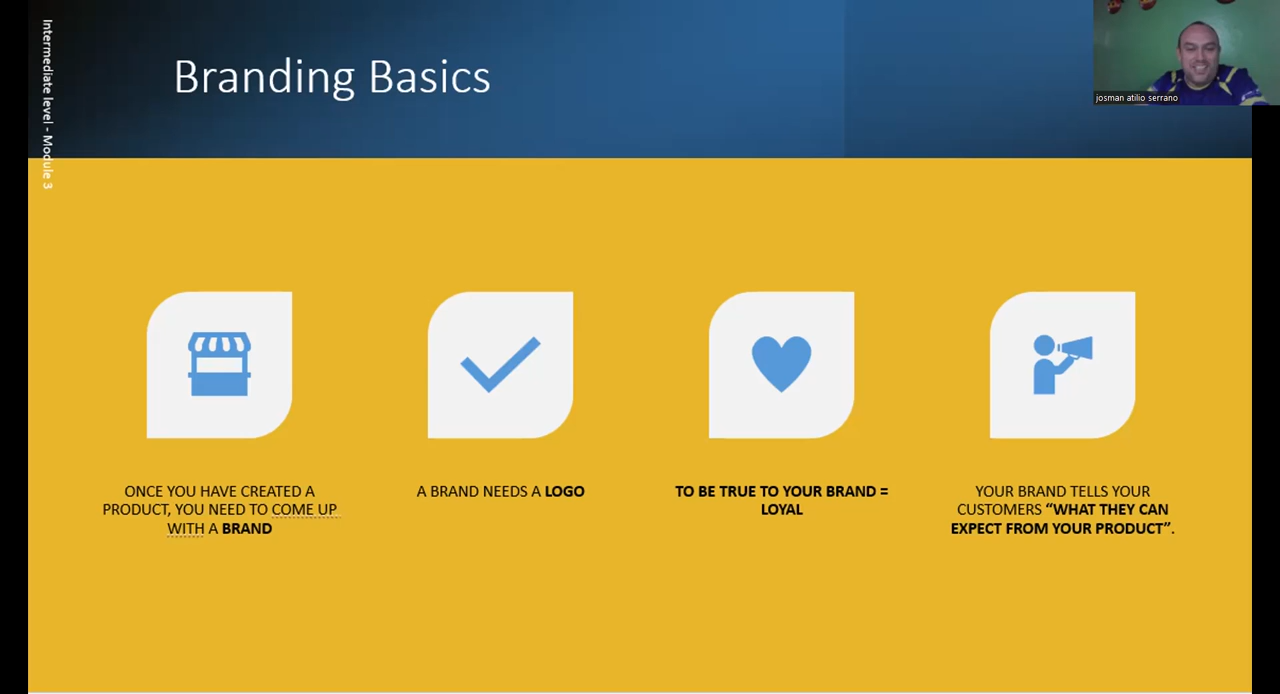 Intermediate level - Module 3
Branding Basics
josman atilio serrano
ONCE YOU HAVE CREATED A
PRODUCT, YOU NEED TO COME UP
WITH A BRAND
A BRAND NEEDS A LOGO
TO BE TRUE TO YOUR BRAND =
LOYAL
YOUR BRAND TELLS YOUR
CUSTOMERS “WHAT THEY CAN
EXPECT FROM YOUR PRODUCT”.